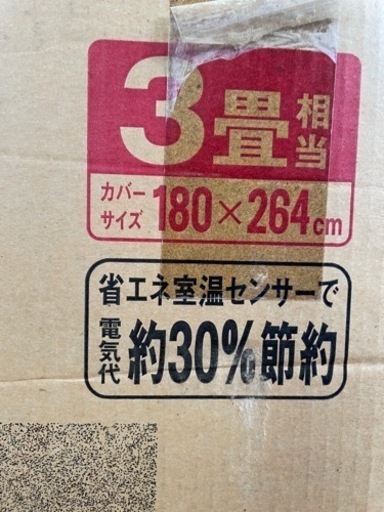 3畳相当
カバーサイズ 180×264cm
省エネ室温センサーで
電気代 約30%節約